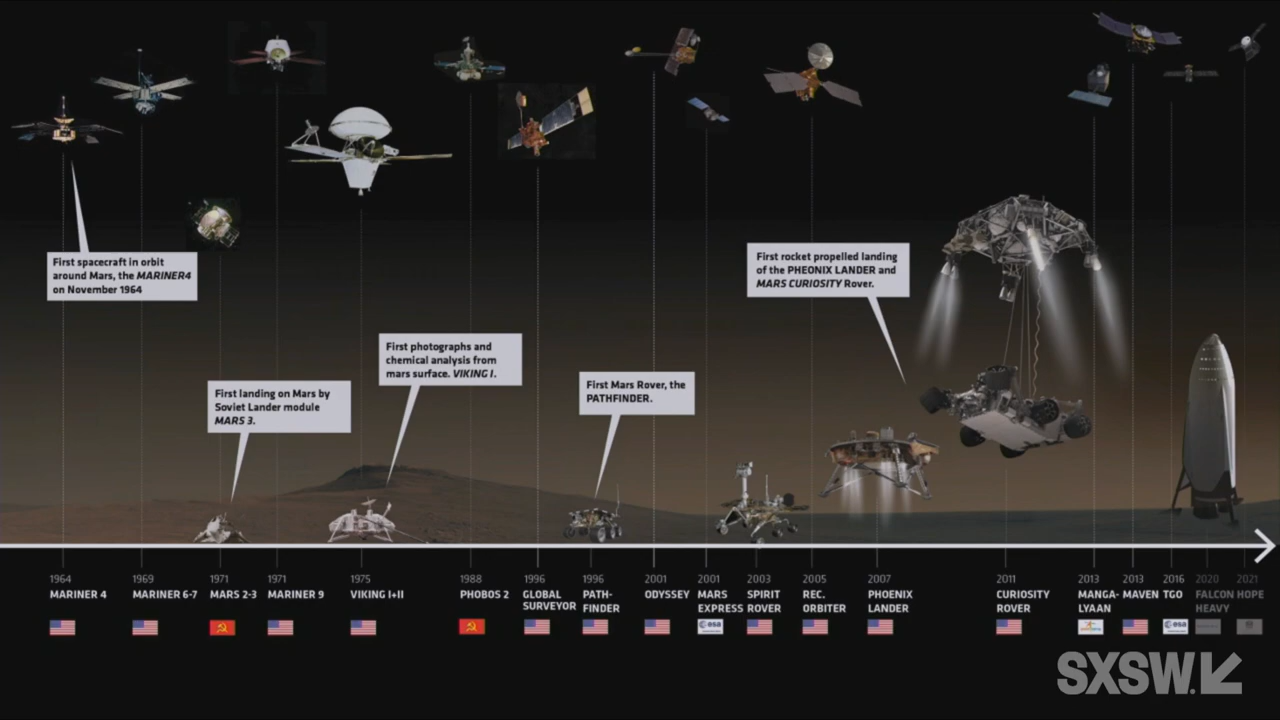 First spacecraft in orbit
around Mars, the MARINER4
on November 1964
First landing on Mars by
Soviet Lander module
MARS 3.
First photographs and
chemical analysis from
mars surface. VIKING I.
First Mars Rover, the
PATHFINDER.
First rocket propelled landing
of the PHEONIX LANDER and
MARS CURIOSITY Rover.
1964
MARINER 4
1969
MARINER 6-7
1971
MARS 2-3
1971
MARINER 9
1975
VIKING I+II
1988
PHOBOS 2
1996
GLOBAL
SURVEYOR
1996
PATH-
FINDER
2001
ODYSSEY
2001
MARS
EXPRESS
esa
2003
SPIRIT
ROVER
2005
REC.
ORBITER
2007
PHOENIX
LANDER
2011
CURIOSITY
ROVER
2013
MANGA-
LYAAN
2013
MAVEN
2016
TGO
esa
2020
FALCON
HEAVY
2021
HOPE
SXSW.